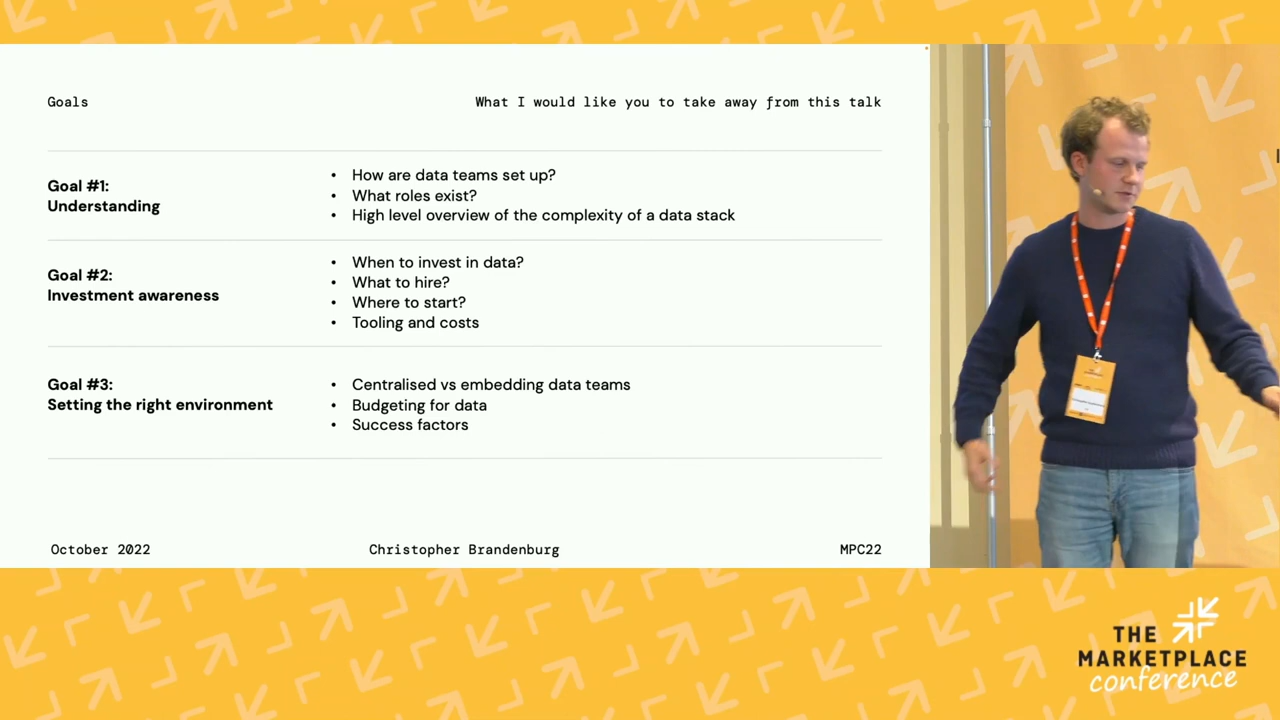 Goals
What I would like you to take away from this talk
Goal #1:
Understanding
• How are data teams set up?
• What roles exist?
• High level overview of the complexity of a data stack
Goal #2:
Investment awareness
• When to invest in data?
• What to hire?
• Where to start?
• Tooling and costs
Goal #3:
Setting the right environment
• Centralised vs embedding data teams
• Budgeting for data
• Success factors
October 2022
Christopher Brandenburg
MPC22
THE
MARKETPLACE
conference